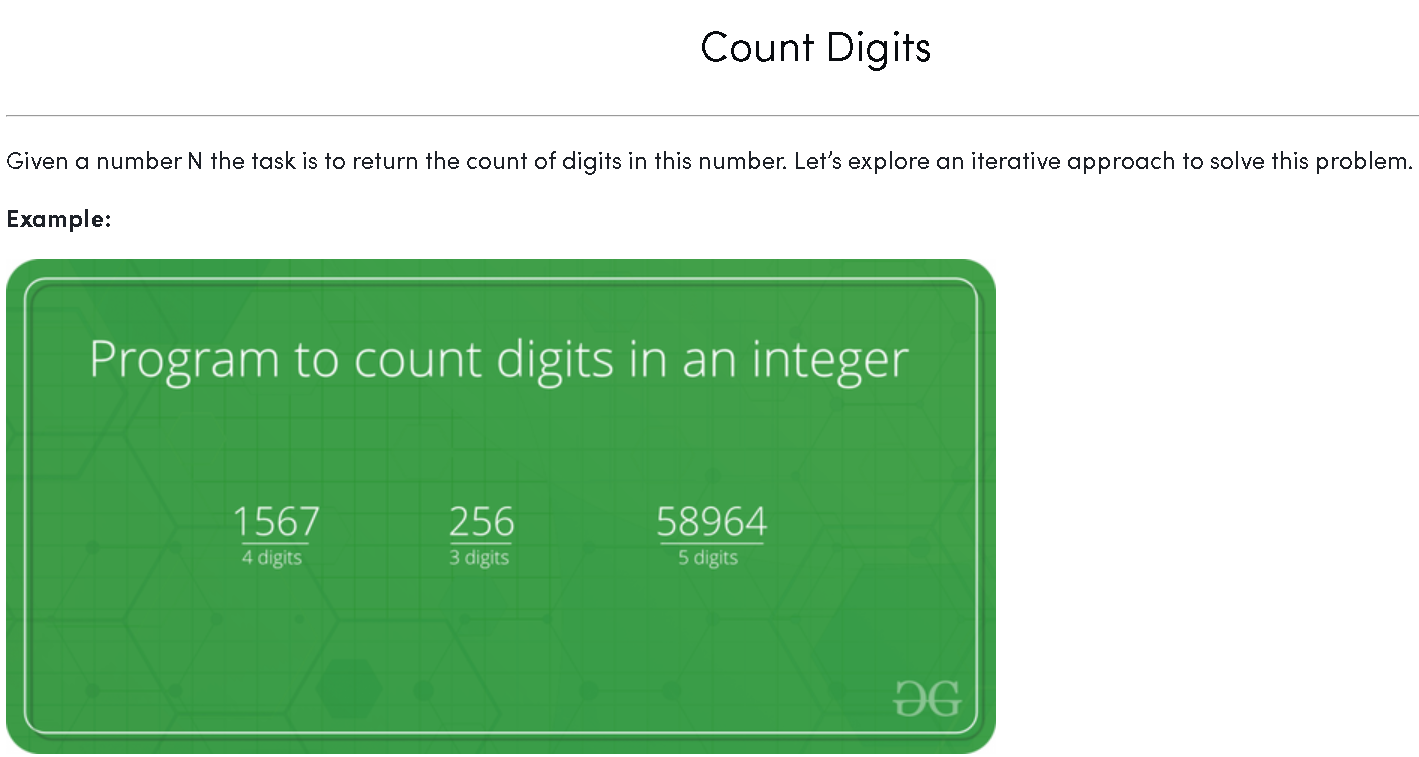 Count Digits
Given a number N the task is to return the count of digits in this number. Let’s explore an iterative approach to solve this problem.
Example:
Program to count digits in an integer
1567 256 58964
4 digits 3 digits 5 digits